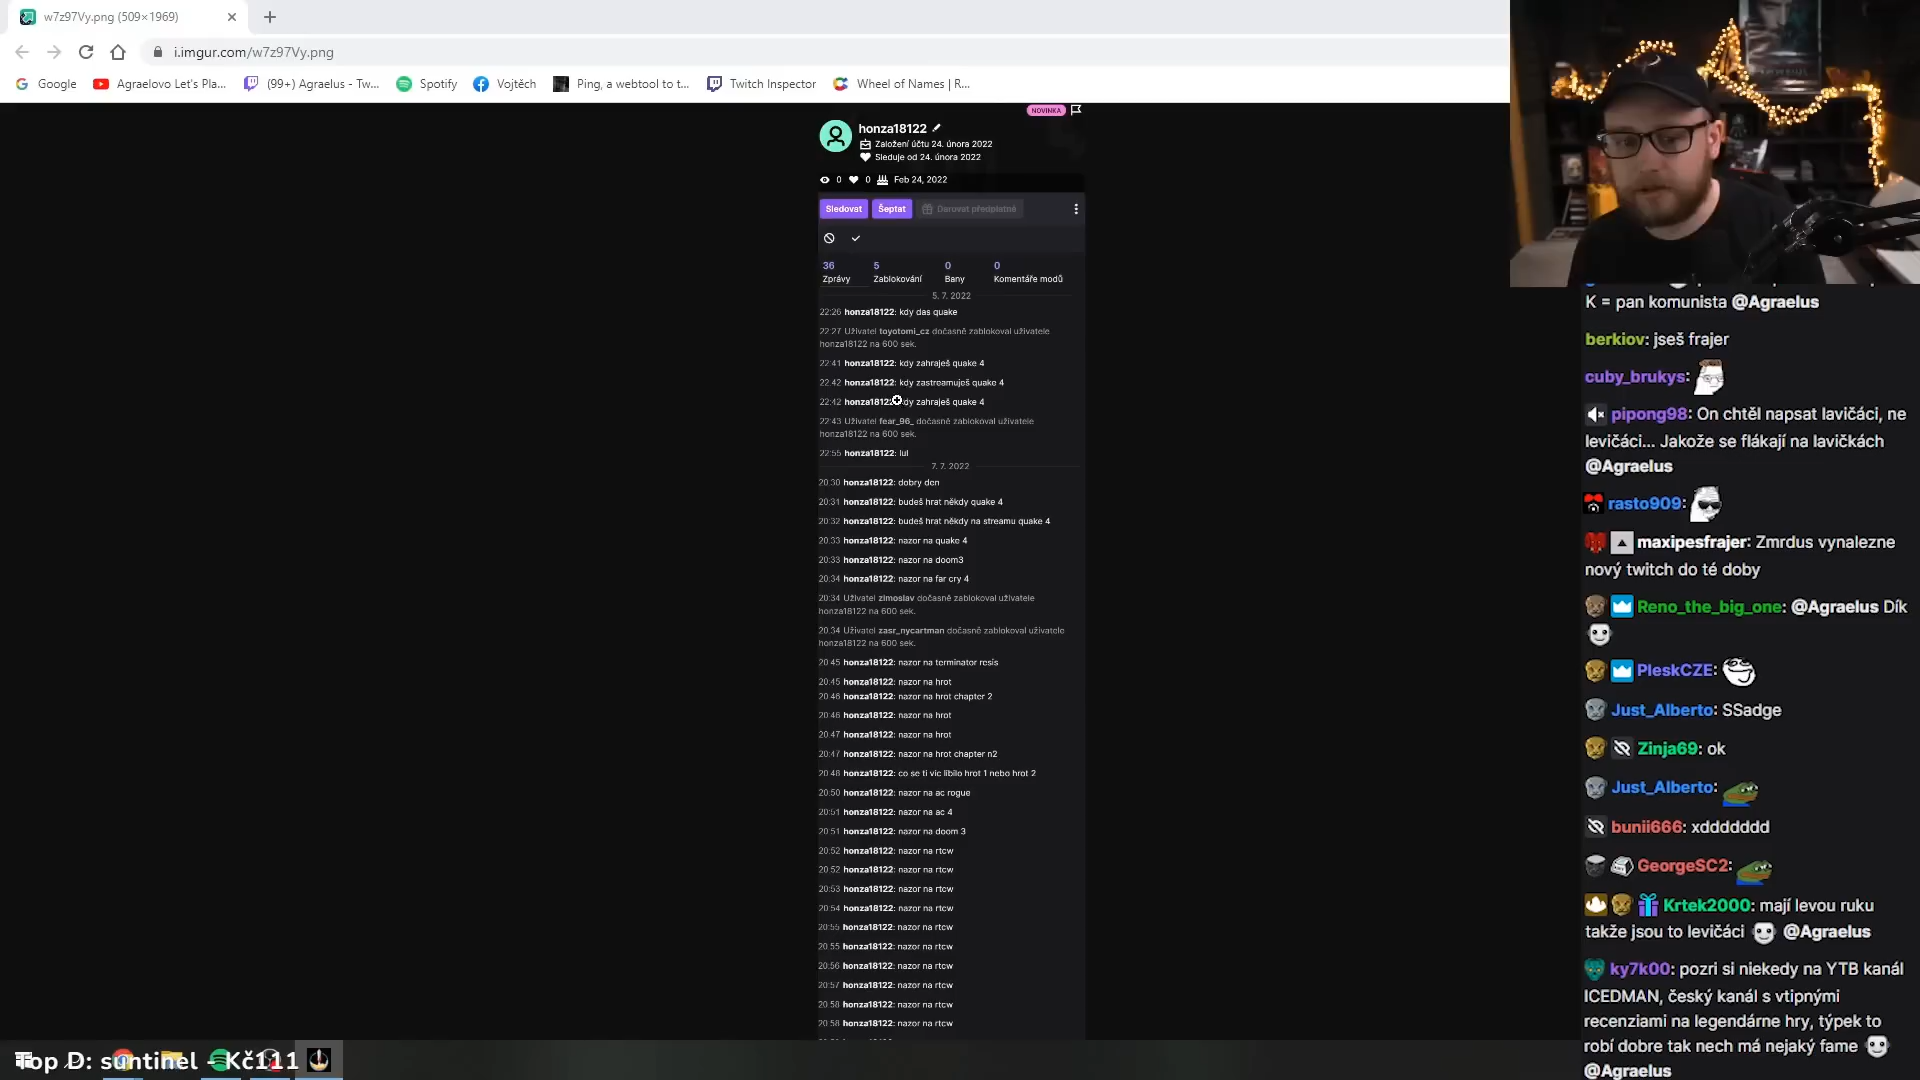 w7z97Vy.png (509×1969)
i.imgur.com/w7z97Vy.png
Google
Agraelovo Let's Pla...
(99+) Agraelus - Tw...
Spotify
Vojtěch
Ping, a webtool to t...
Twitch Inspector
Wheel of Names | R...
NOVINKA
honza18122
Založení účtu 24. února 2022
Sleduje od 24. února 2022
0 0 Feb 24, 2022
Sledovat Šeptat Darovat předplatné
36 5 0 0
Zprávy Zablokování Bany Komentáře modů
5. 7. 2022
22:26 honza18122: kdy das quake
22:27 Uživatel toyotomi_cz dočasně zablokoval uživatele
honza18122 na 600 sek.
22:41 honza18122: kdy zahraješ quake 4
22:42 honza18122: kdy zastreamuješ quake 4
22:42 honza18122: kdy zahraješ quake 4
22:43 Uživatel fear_96_ dočasně zablokoval uživatele
honza18122 na 600 sek.
22:55 honza18122: lul
7. 7. 2022
20:30 honza18122: dobry den
20:31 honza18122: budeš hrat někdy quake 4
20:32 honza18122: budeš hrat někdy na streamu quake 4
20:33 honza18122: nazor na quake 4
20:33 honza18122: nazor na doom3
20:34 honza18122: nazor na far cry 4
20:34 Uživatel zimoslav dočasně zablokoval uživatele
honza18122 na 600 sek.
20:34 Uživatel zasr_nycartman dočasně zablokoval uživatele
honza18122 na 600 sek.
20:45 honza18122: nazor na terminator resis
20:45 honza18122: nazor na hrot
20:46 honza18122: nazor na hrot chapter 2
20:46 honza18122: nazor na hrot
20:47 honza18122: nazor na hrot
20:47 honza18122: nazor na hrot chapter n2
20:48 honza18122: co se ti vic libilo hrot 1 nebo hrot 2
20:50 honza18122: nazor na ac rogue
20:51 honza18122: nazor na ac 4
20:51 honza18122: nazor na doom 3
20:52 honza18122: nazor na rtcw
20:52 honza18122: nazor na rtcw
20:53 honza18122: nazor na rtcw
20:54 honza18122: nazor na rtcw
20:55 honza18122: nazor na rtcw
20:55 honza18122: nazor na rtcw
20:56 honza18122: nazor na rtcw
20:57 honza18122: nazor na rtcw
20:58 honza18122: nazor na rtcw
20:58 honza18122: nazor na rtcw
K = pan komunista @Agraelus
berkiov: jseš frajer
cuby_brukys:
pipong98: On chtěl napsat lavičáci, ne
levičáci... Jakože se flákají na lavičkách
@Agraelus
rasto909:
maxipesfrajer: Zmrdus vynalezne
nový twitch do té doby
Reno_the_big_one: @Agraelus Dík
PleskCZE:
Just_Alberto: SSadge
Zinja69: ok
Just_Alberto:
bunii666: xddddddd
GeorgeSC2:
Krtek2000: mají levou ruku
takže jsou to levičáci @Agraelus
ky7k00: pozri si niekedy na YTB kanál
ICEDMAN, český kanál s vtipnými
recenziami na legendárne hry, týpek to
robí dobre tak nech má nejaký fame
@Agraelus
Top D: suntinel - Kč111